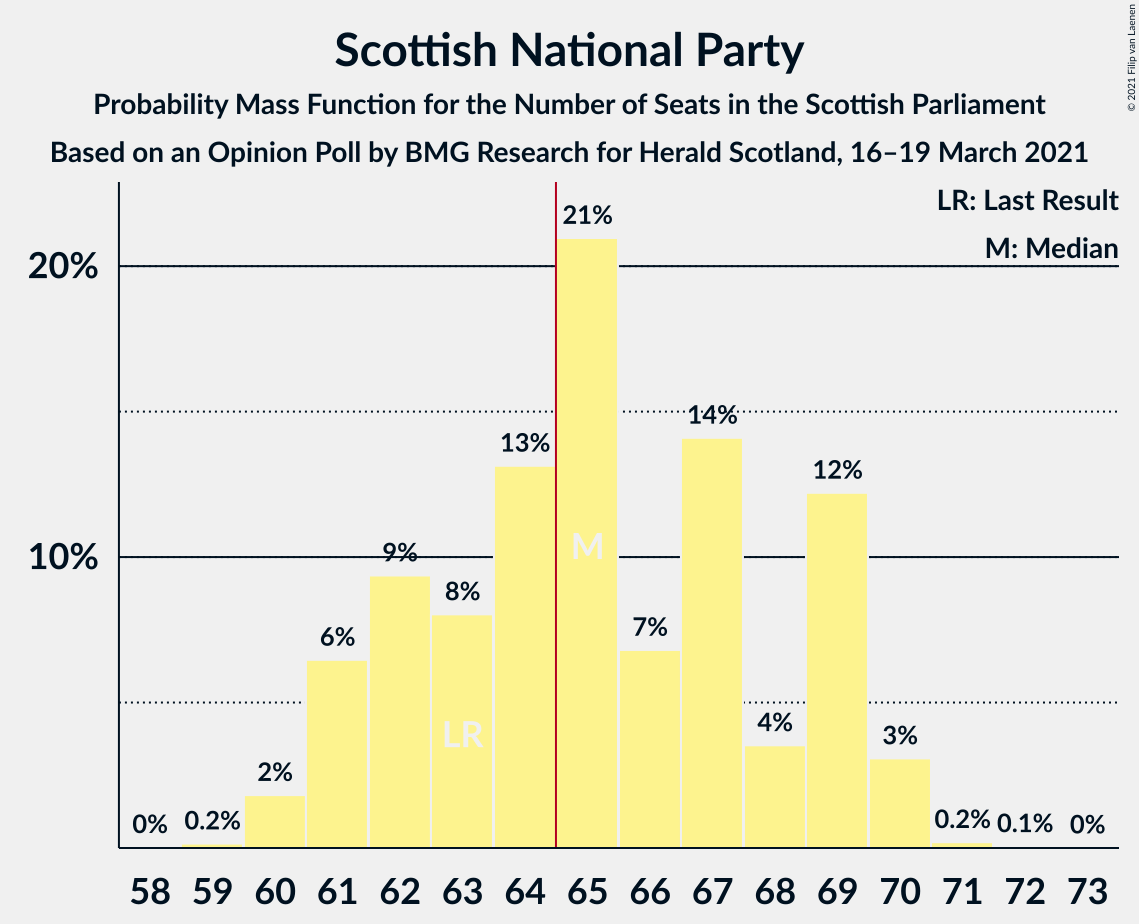 Scottish National Party
Probability Mass Function for the Number of Seats in the Scottish Parliament
Based on an Opinion Poll by BMG Research for Herald Scotland, 16–19 March 2021
© 2021 Filip van Laenen
LR: Last Result
M: Median
20%
10%
0%
0.2%
2%
6%
9%
8%
13%
21%
7%
14%
4%
12%
3%
0.2%
0.1%
0%
LR
M
58 59 60 61 62 63 64 65 66 67 68 69 70 71 72 73